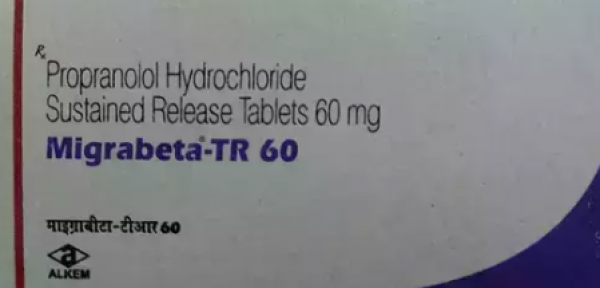 Rx
Propranolol Hydrochloride
Sustained Release Tablets 60 mg
Migrabeta®-TR 60
माइग्राबीटा-टीआर 60
a
ALKEM